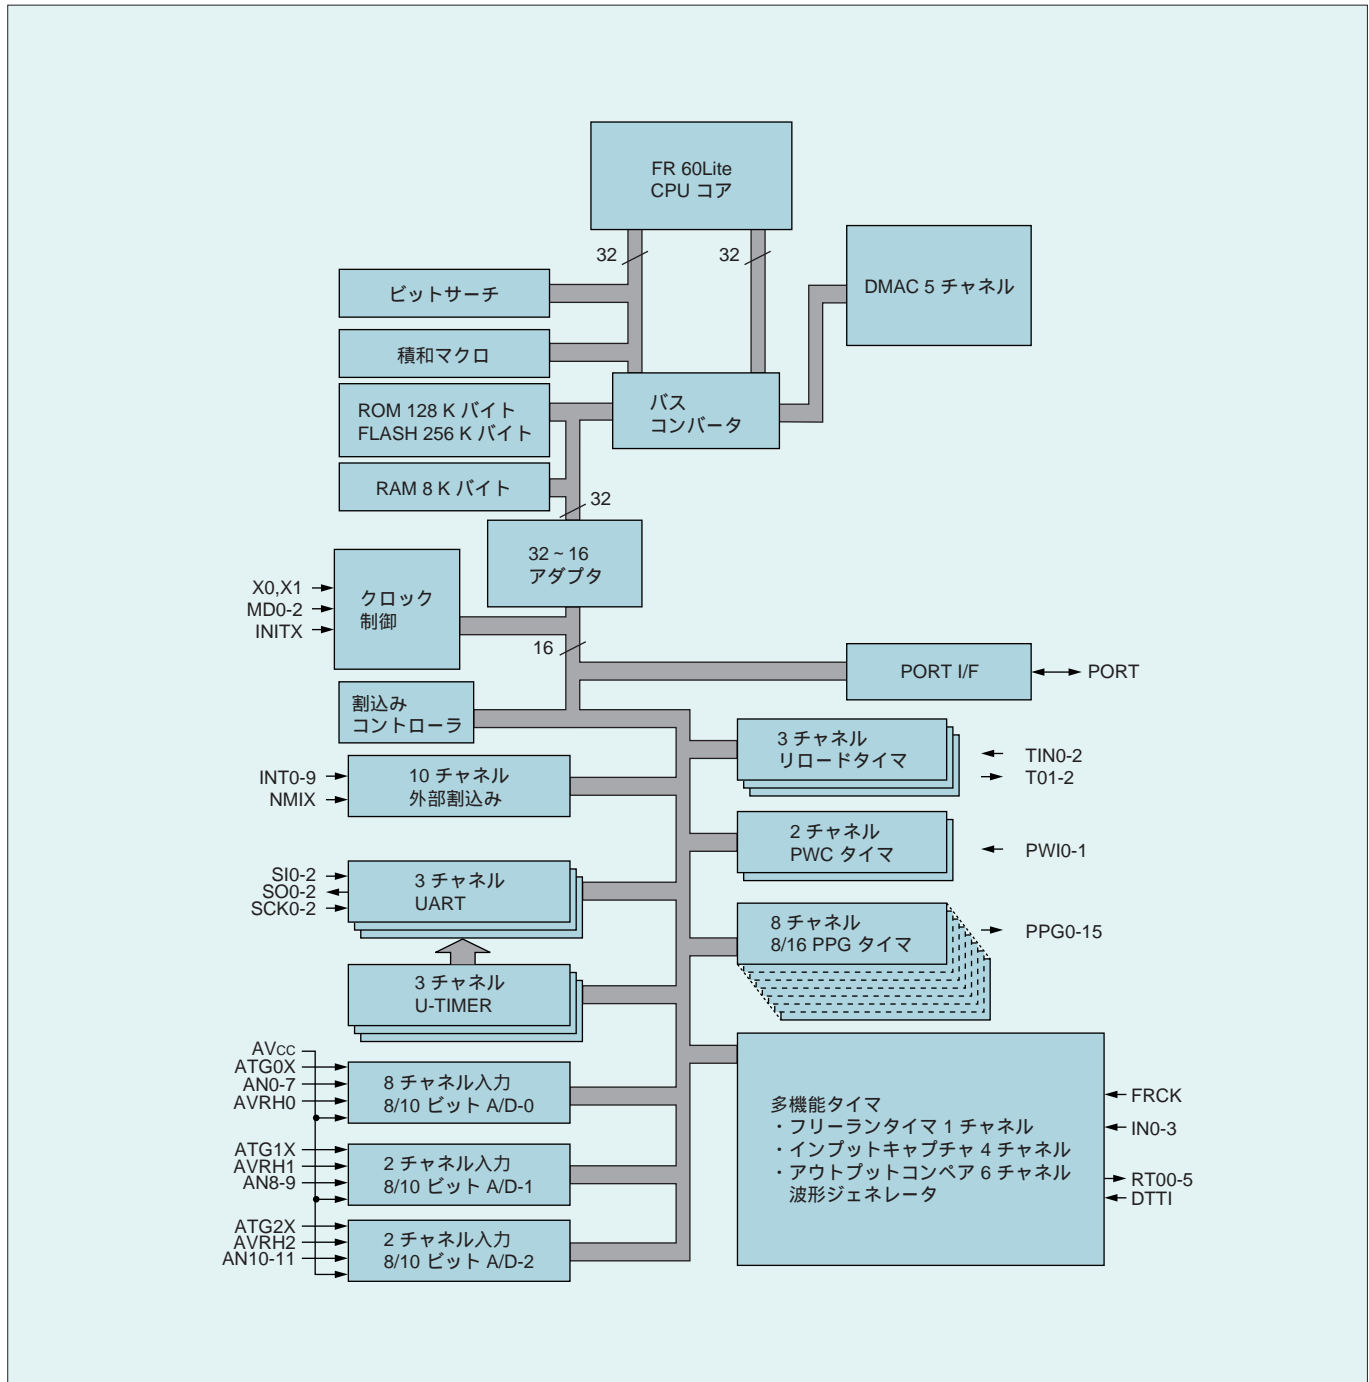 FR 60Lite
CPU コア
32
32
DMAC 5 チャネル
ビットサーチ
積和マクロ
バス
コンバータ
ROM 128 K バイト
FLASH 256 K バイト
RAM 8 K バイト
32
32 ~ 16
アダプタ
X0,X1
MD0-2
INITX
クロック
制御
16
PORT I/F
PORT
割込み
コントローラ
3 チャネル
リロードタイマ
TIN0-2
T01-2
INT0-9
NMIX
10 チャネル
外部割込み
2 チャネル
PWC タイマ
PWI0-1
SI0-2
SO0-2
SCK0-2
3 チャネル
UART
8 チャネル
8/16 PPG タイマ
PPG0-15
3 チャネル
U-TIMER
AVCC
ATG0X
AN0-7
AVRH0
8 チャネル入力
8/10 ビット A/D-0
ATG1X
AVRH1
AN8-9
2 チャネル入力
8/10 ビット A/D-1
ATG2X
AVRH2
AN10-11
2 チャネル入力
8/10 ビット A/D-2
多機能タイマ
・フリーランタイマ 1 チャネル
・インプットキャプチャ 4 チャネル
・アウトプットコンペア 6 チャネル
波形ジェネレータ
FRCK
IN0-3
RT00-5
DTTI